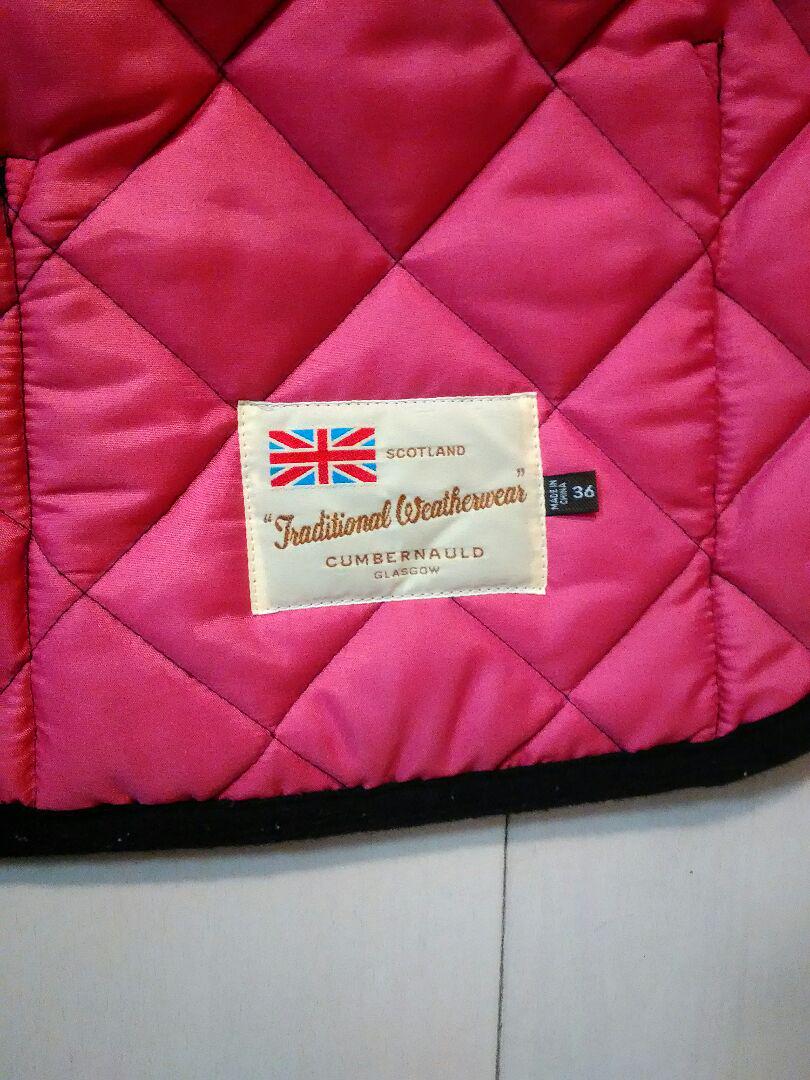 SCOTLAND
"Traditional Weatherwear"
CUMBERNAULD
GLASGOW
MADE IN
CHINA
36